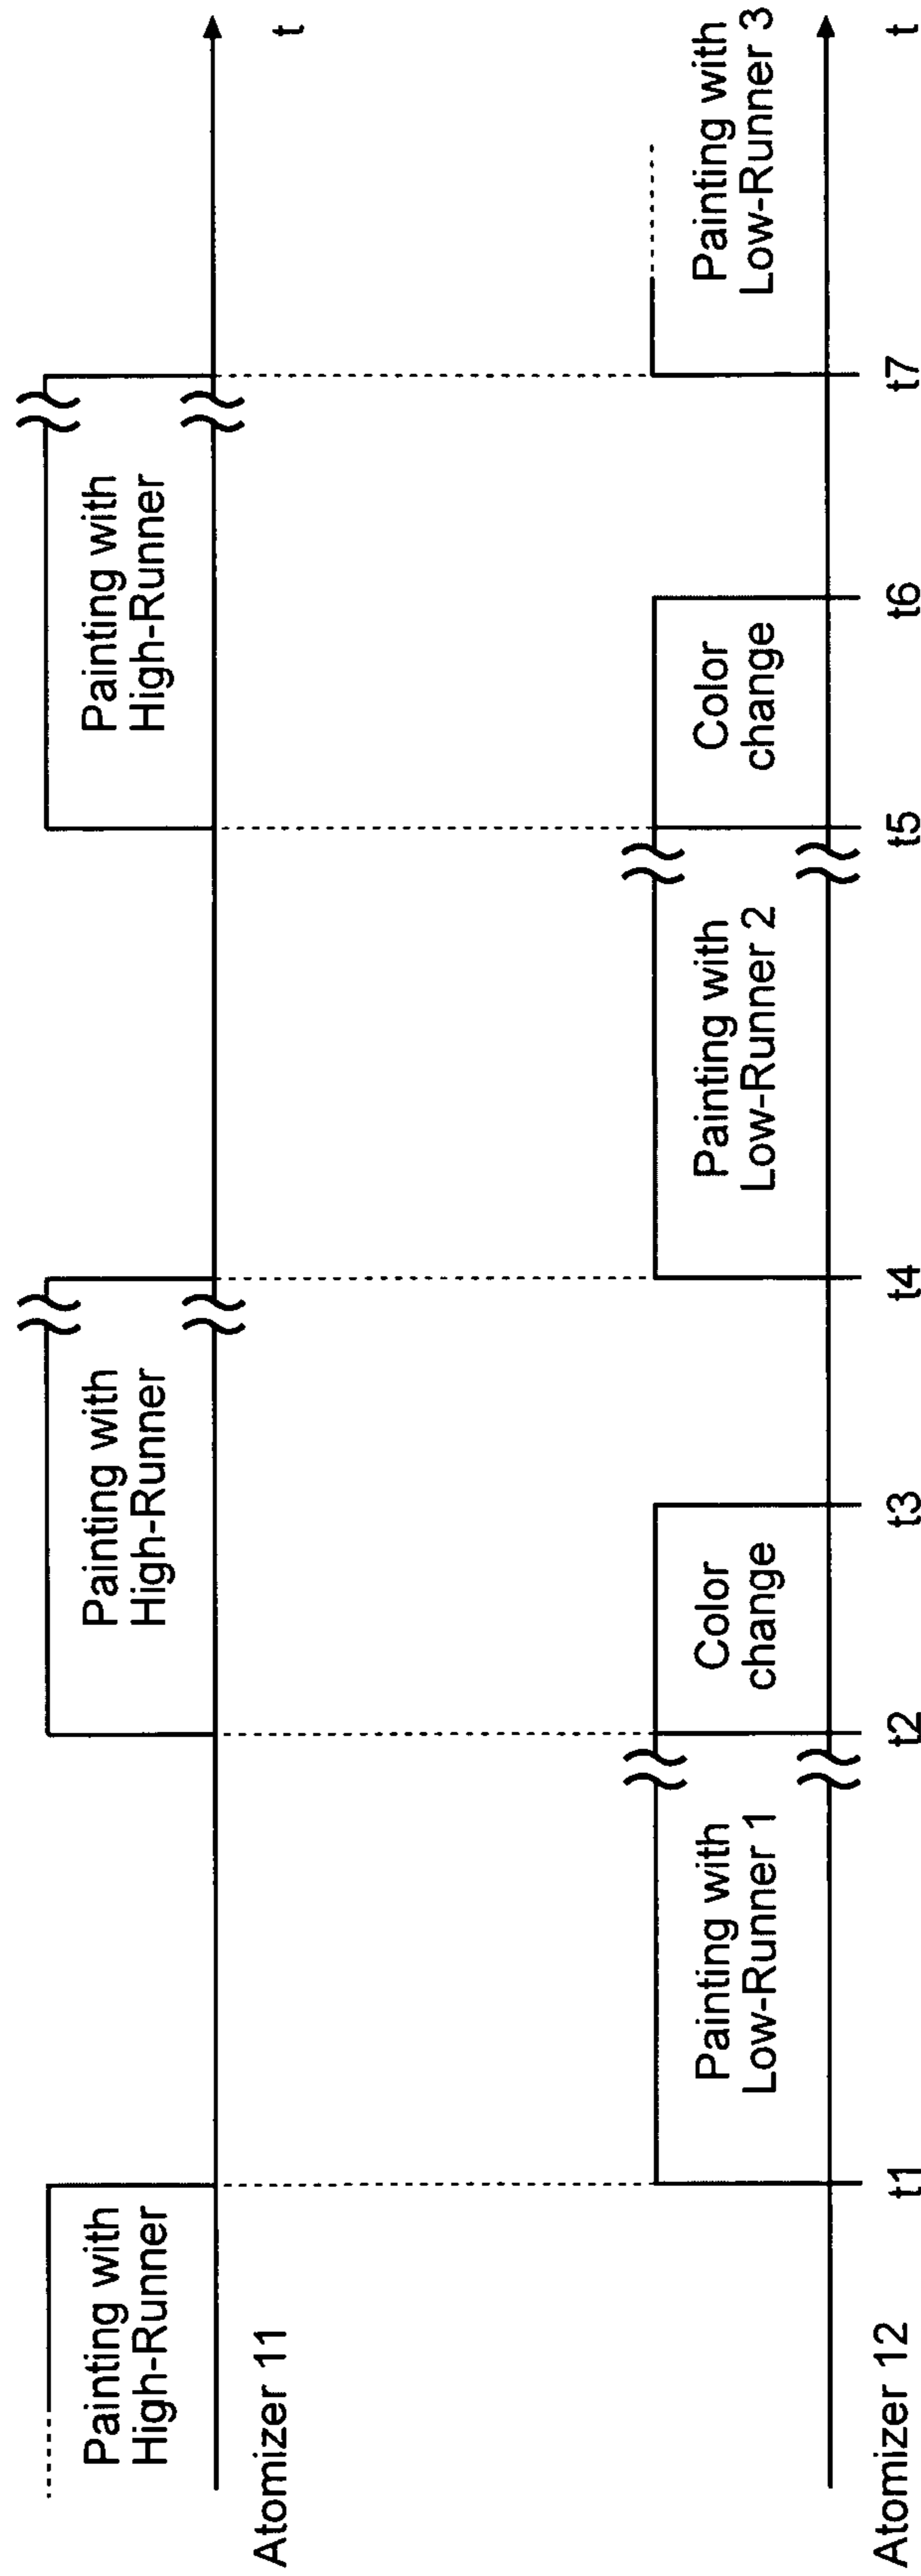 Painting with
High-Runner
Painting with
High-Runner
Painting with
High-Runner
t
Atomizer 11
Painting with
Low-Runner 1
Color
change
Painting with
Low-Runner 2
Color
change
Painting with
Low-Runner 3
Atomizer 12
t1
t2
t3
t4
t5
t6
t7
t